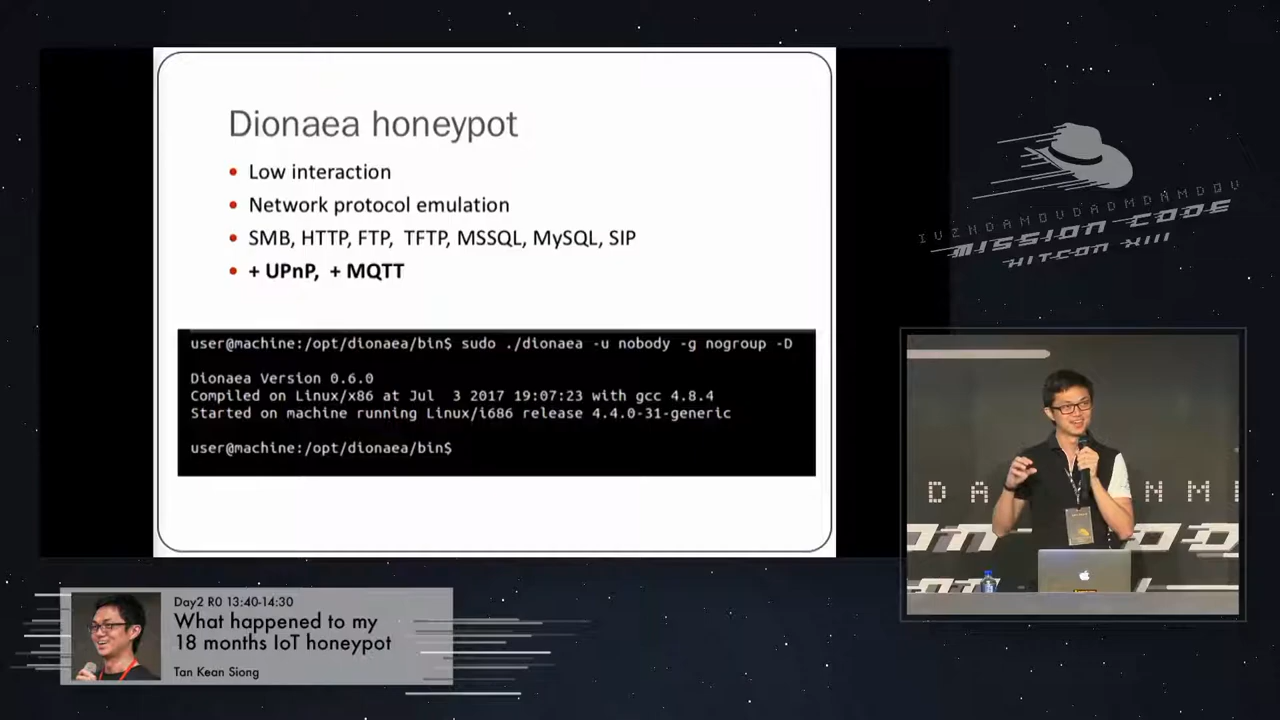 Dionaea honeypot
Low interaction
Network protocol emulation
SMB, HTTP, FTP, TFTP, MSSQL, MySQL, SIP
+ UPnP, + MQTT
user@machine:/opt/dionaea/bin$ sudo ./dionaea -u nobody -g nogroup -D
Dionaea Version 0.6.0
Compiled on Linux/x86 at Jul 3 2017 19:07:23 with gcc 4.8.4
Started on machine running Linux/i686 release 4.4.0-31-generic
user@machine:/opt/dionaea/bin$
MISSION CODE
HITCON XIII
Day2 R0 13:40-14:30
What happened to my
18 months IoT honeypot
Tan Kean Siong